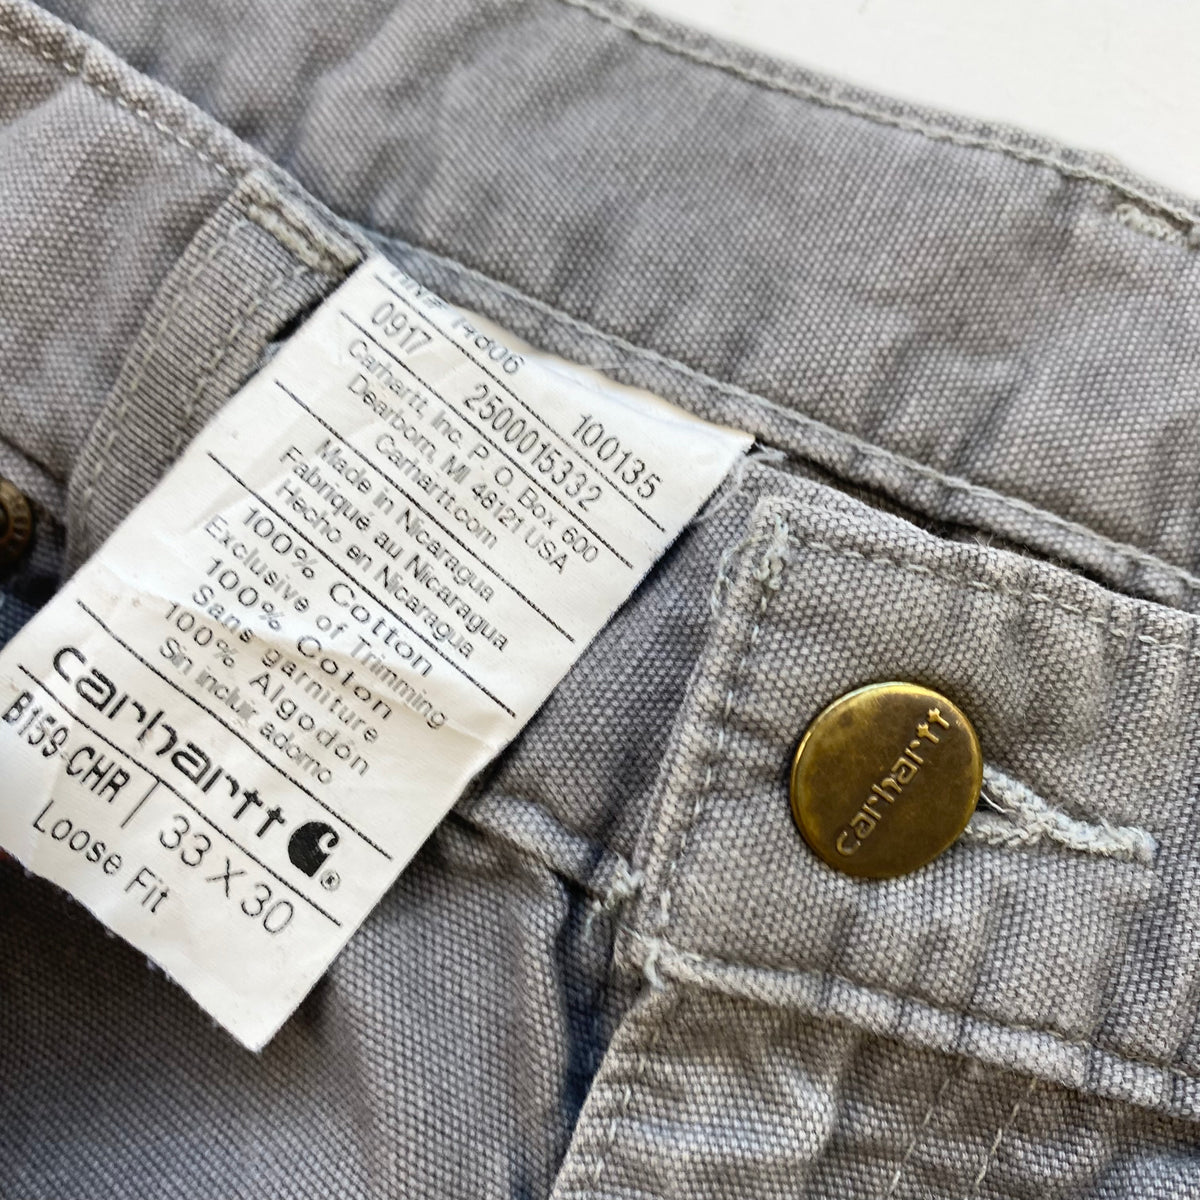 100135
0917 2500015332
Carhartt, Inc. P. O. Box 600
Dearborn, MI 48121 USA
Carhartt.com
Made in Nicaragua
Fabriqué au Nicaragua
Hecho en Nicaragua
100% Cotton
Exclusive of Trimming
100% Coton
Sans garniture
100% Algodón
Sin incluir adorno
carhartt ®
B159-CHR | 33 X 30
Loose Fit
carhartt